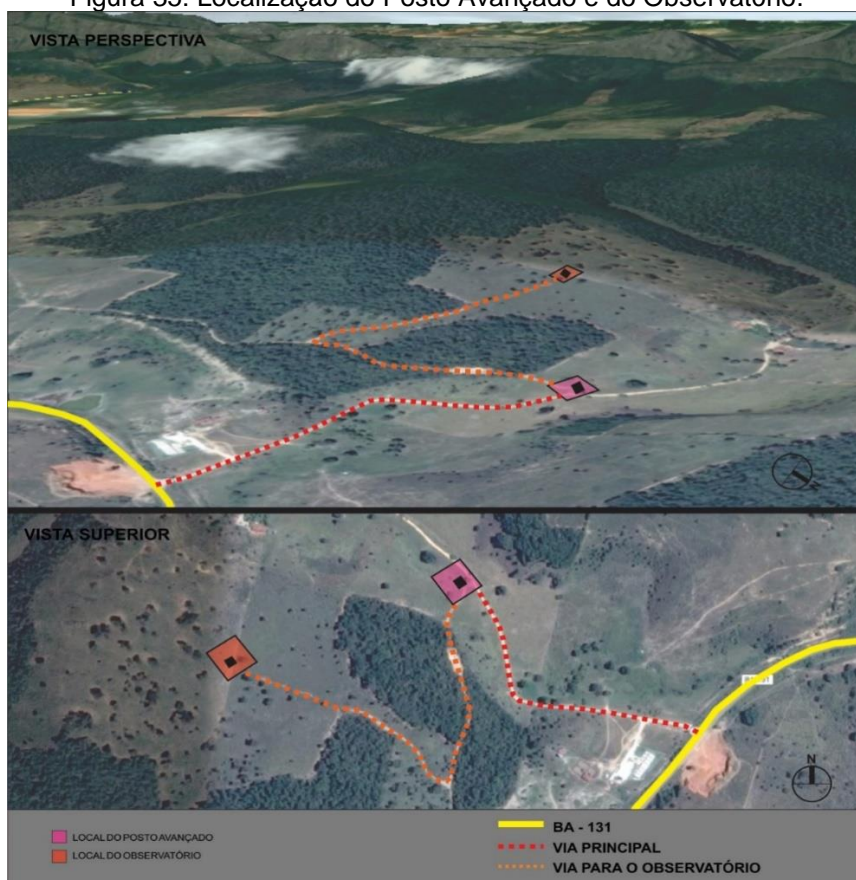 Figura 35: Localização do Posto Avançado e do Observatório.
VISTA PERSPECTIVA
VISTA SUPERIOR
N
LOCAL DO POSTO AVANÇADO
LOCAL DO OBSERVATÓRIO
BA - 131
VIA PRINCIPAL
VIA PARA O OBSERVATÓRIO